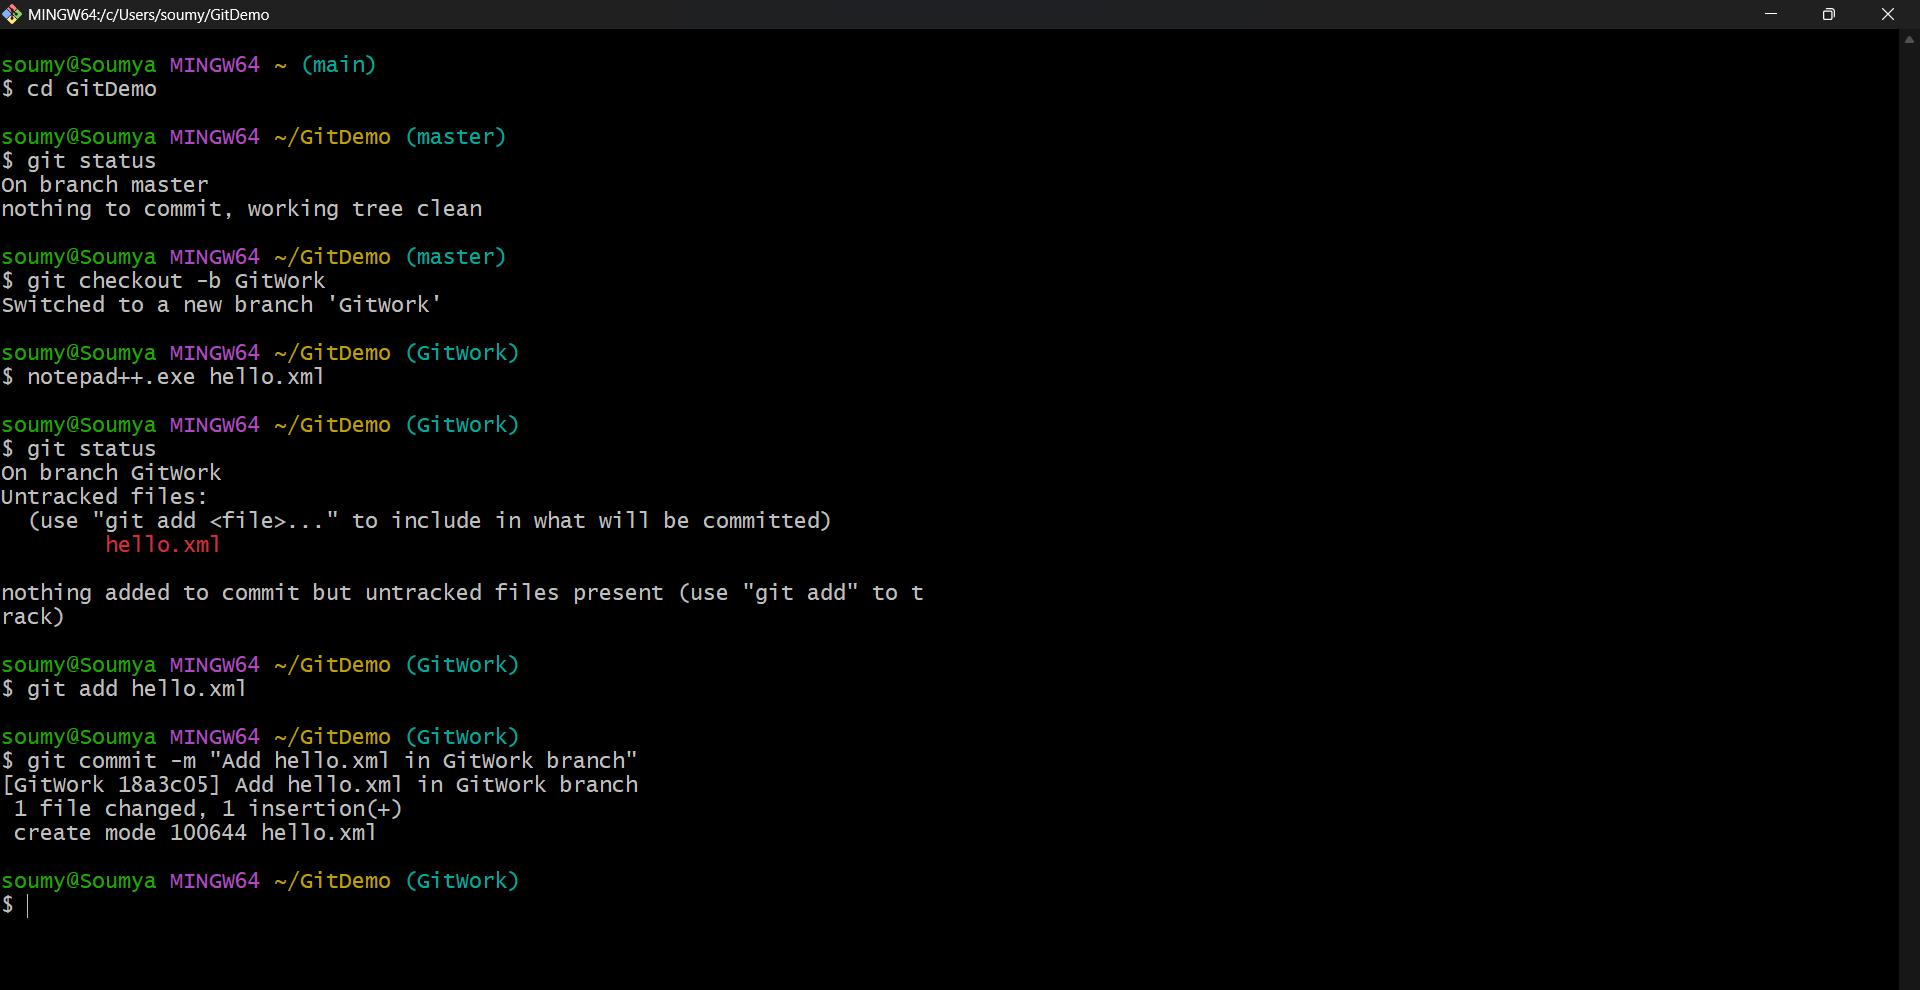 MINGW64:/c/Users/soumy/GitDemo
soumy@Soumya MINGW64 ~ (main)
$ cd GitDemo
soumy@Soumya MINGW64 ~/GitDemo (master)
$ git status
On branch master
nothing to commit, working tree clean
soumy@Soumya MINGW64 ~/GitDemo (master)
$ git checkout -b GitWork
Switched to a new branch 'GitWork'
soumy@Soumya MINGW64 ~/GitDemo (GitWork)
$ notepad++.exe hello.xml
soumy@Soumya MINGW64 ~/GitDemo (GitWork)
$ git status
On branch GitWork
Untracked files:
  (use "git add <file>..." to include in what will be committed)
        hello.xml
nothing added to commit but untracked files present (use "git add" to t
rack)
soumy@Soumya MINGW64 ~/GitDemo (GitWork)
$ git add hello.xml
soumy@Soumya MINGW64 ~/GitDemo (GitWork)
$ git commit -m "Add hello.xml in GitWork branch"
[GitWork 18a3c05] Add hello.xml in GitWork branch
 1 file changed, 1 insertion(+)
 create mode 100644 hello.xml
soumy@Soumya MINGW64 ~/GitDemo (GitWork)
$